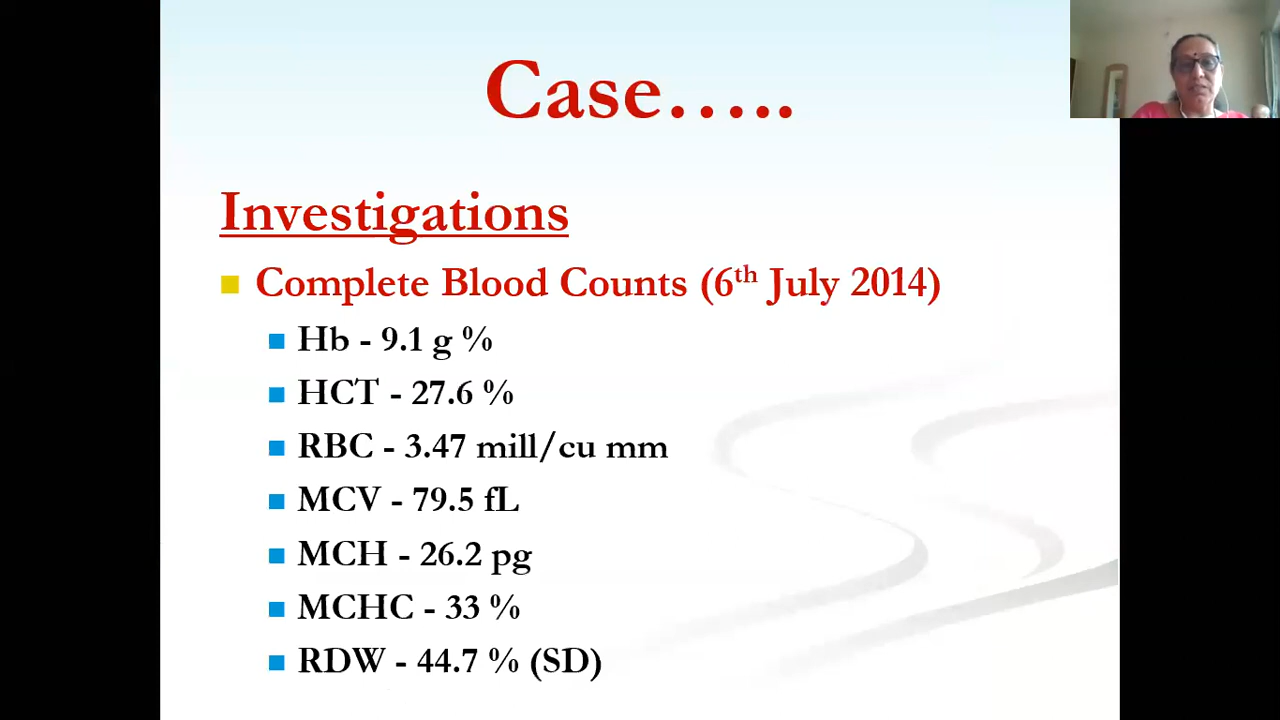 Case.....
Investigations
Complete Blood Counts (6th July 2014)
Hb - 9.1 g %
HCT - 27.6 %
RBC - 3.47 mill/cu mm
MCV - 79.5 fL
MCH - 26.2 pg
MCHC - 33 %
RDW - 44.7 % (SD)